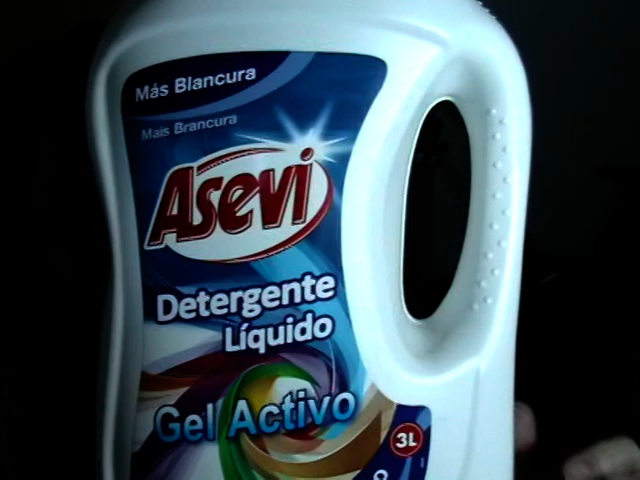 Más Blancura
Mais Brancura
Asevi
Detergente
Líquido
Gel Activo
3L